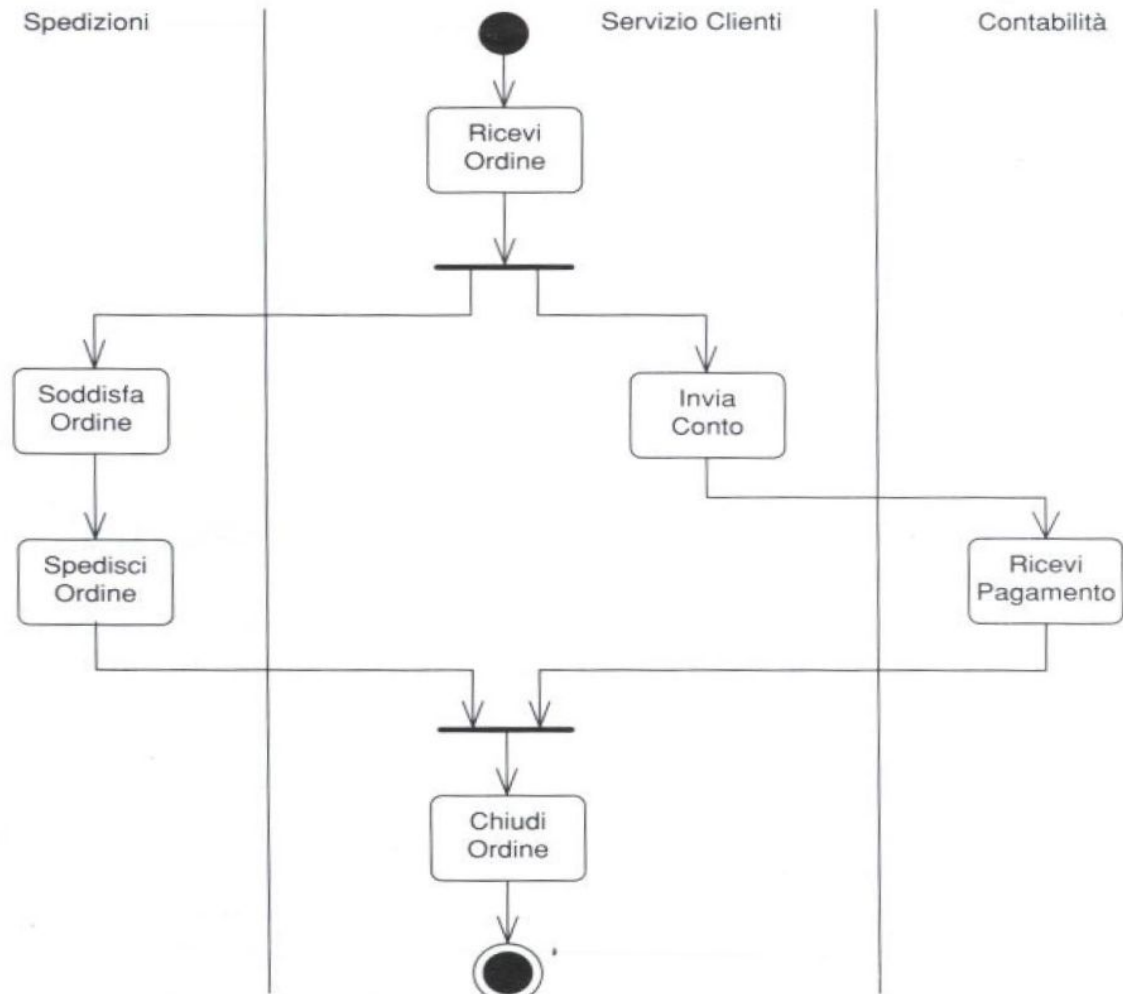 Spedizioni
Servizio Clienti
Contabilità
Ricevi
Ordine
Soddisfa
Ordine
Invia
Conto
Spedisci
Ordine
Ricevi
Pagamento
Chiudi
Ordine